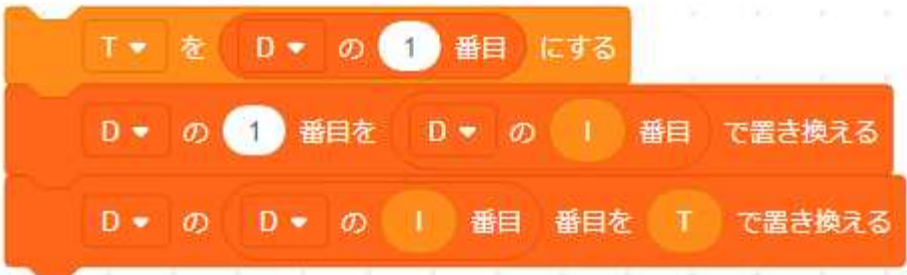 T を D の 1 番目 にする
D の 1 番目を D の I 番目 で置き換える
D の D の I 番目 番目を T で置き換える